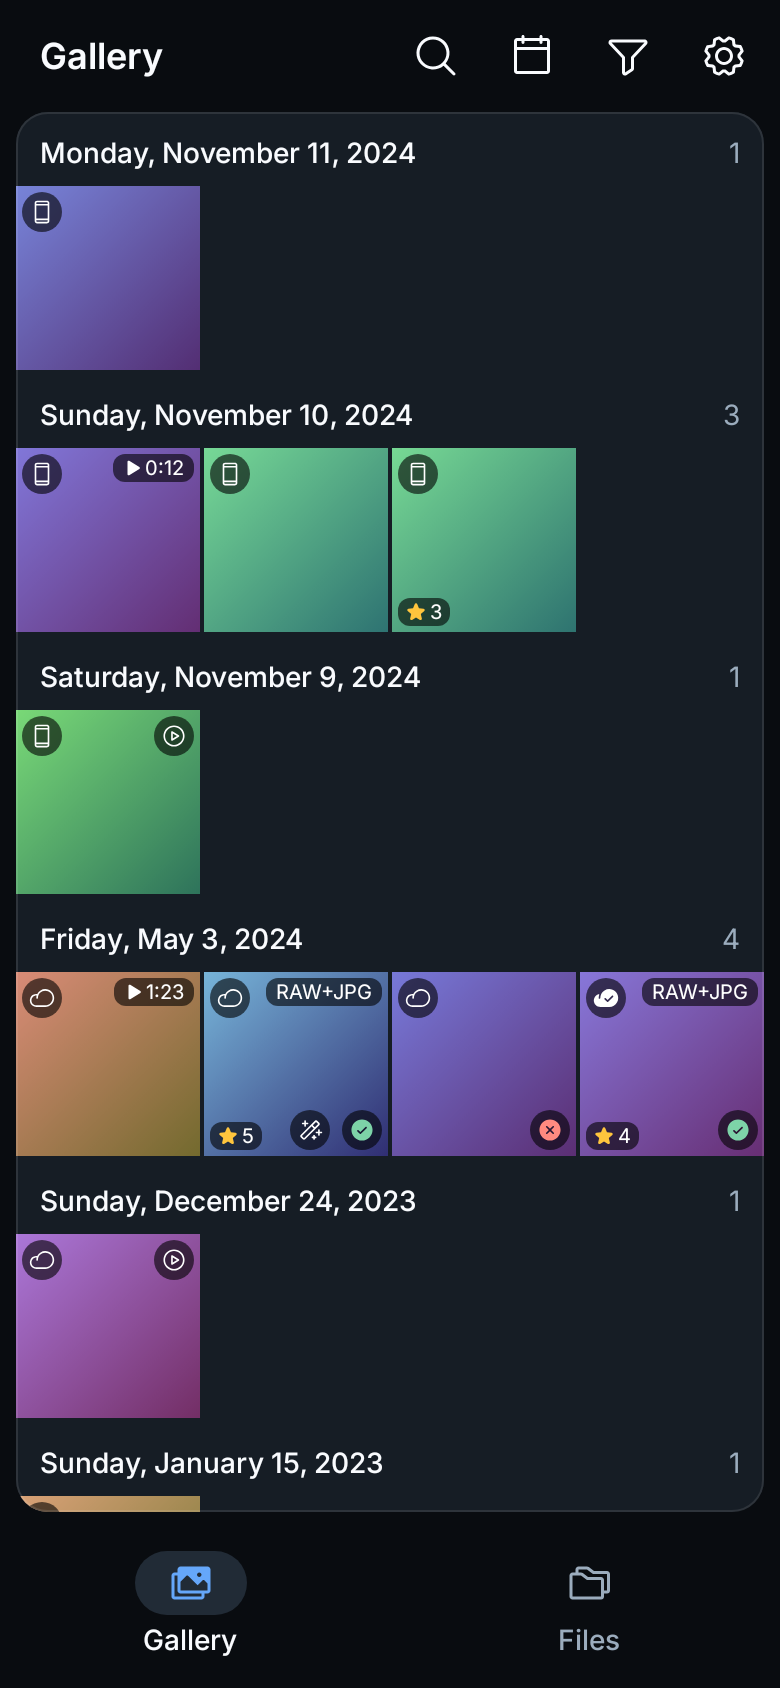 Gallery
Monday, November 11, 2024 1
Sunday, November 10, 2024 3
0:12
3
Saturday, November 9, 2024 1
Friday, May 3, 2024 4
1:23 RAW+JPG RAW+JPG
5 4
Sunday, December 24, 2023 1
Sunday, January 15, 2023 1
Gallery Files